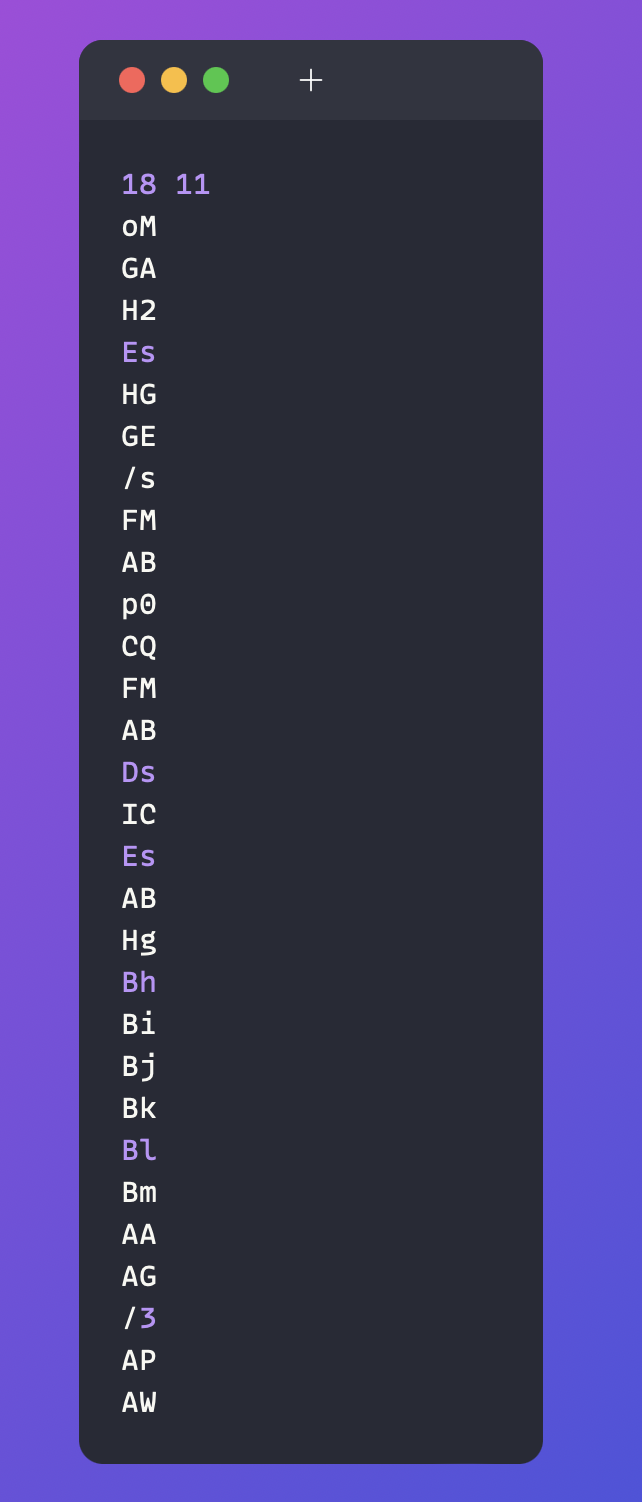 18 11
oM
GA
H2
Es
HG
GE
/s
FM
AB
p0
CQ
FM
AB
Ds
IC
Es
AB
Hg
Bh
Bi
Bj
Bk
Bl
Bm
AA
AG
/3
AP
AW